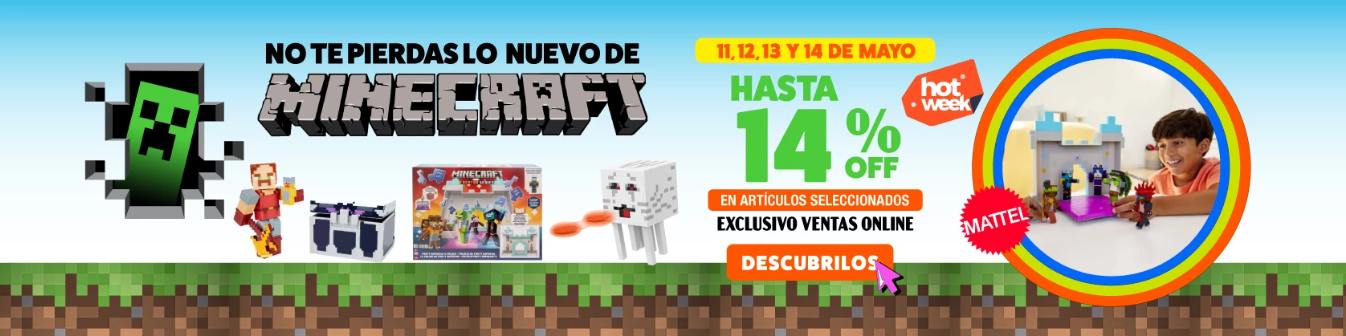 NO TE PIERDAS LO NUEVO DE
MINECRAFT
MINECRAFT
11, 12, 13 Y 14 DE MAYO
HASTA
14% OFF
hot
week
EN ARTÍCULOS SELECCIONADOS
EXCLUSIVO VENTAS ONLINE
DESCUBRILOS
MATTEL